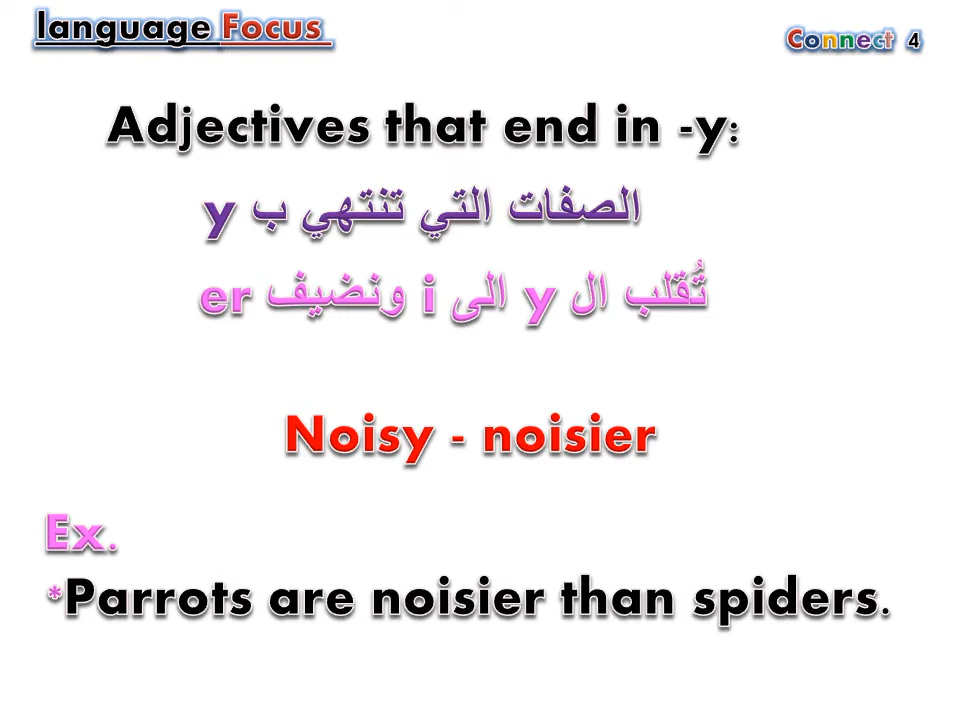 language Focus
Connect 4
Adjectives that end in -y:
الصفات التي تنتهي ب y
تُقلب ال y الى i ونضيف er
Noisy - noisier
Ex.
*Parrots are noisier than spiders.